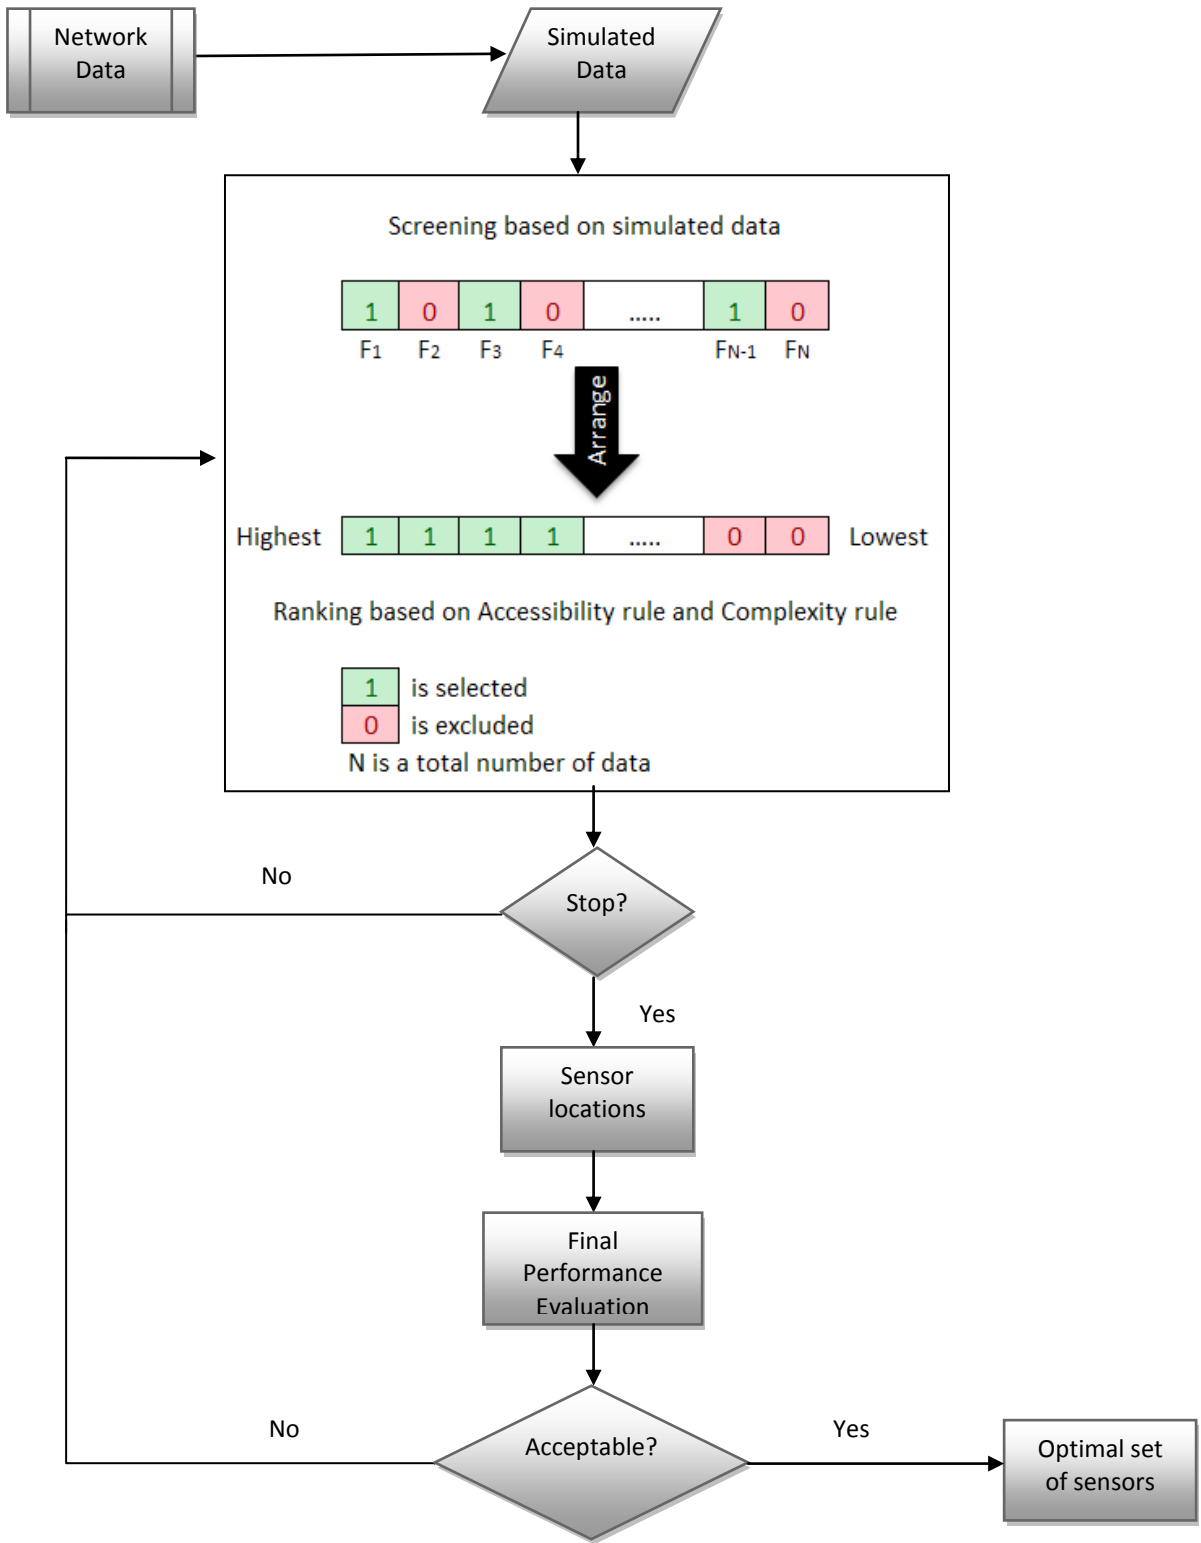 Network
Data
Simulated
Data
Screening based on simulated data
1 0 1 0 ..... 1 0
F1 F2 F3 F4 FN-1 FN
Arrange
Highest 1 1 1 1 ..... 0 0 Lowest
Ranking based on Accessibility rule and Complexity rule
1 is selected
0 is excluded
N is a total number of data
No
Stop?
Yes
Sensor
locations
Final
Performance
Evaluation
No
Acceptable?
Yes
Optimal set
of sensors